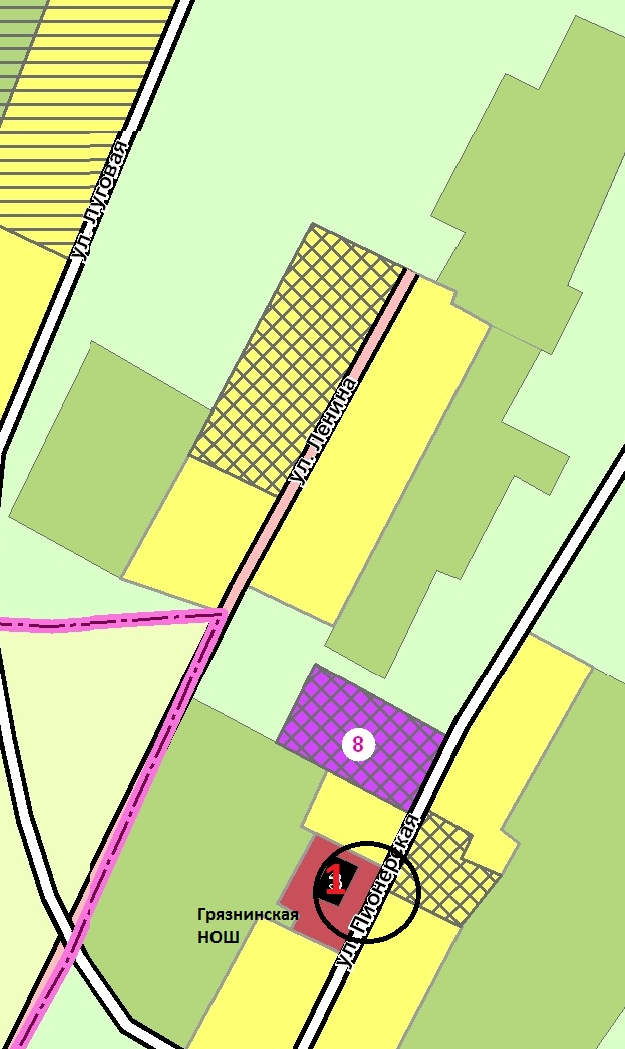 ул. Луговая
ул. Ленина
8
1
ул. Пионерская
Грязнинская
НОШ